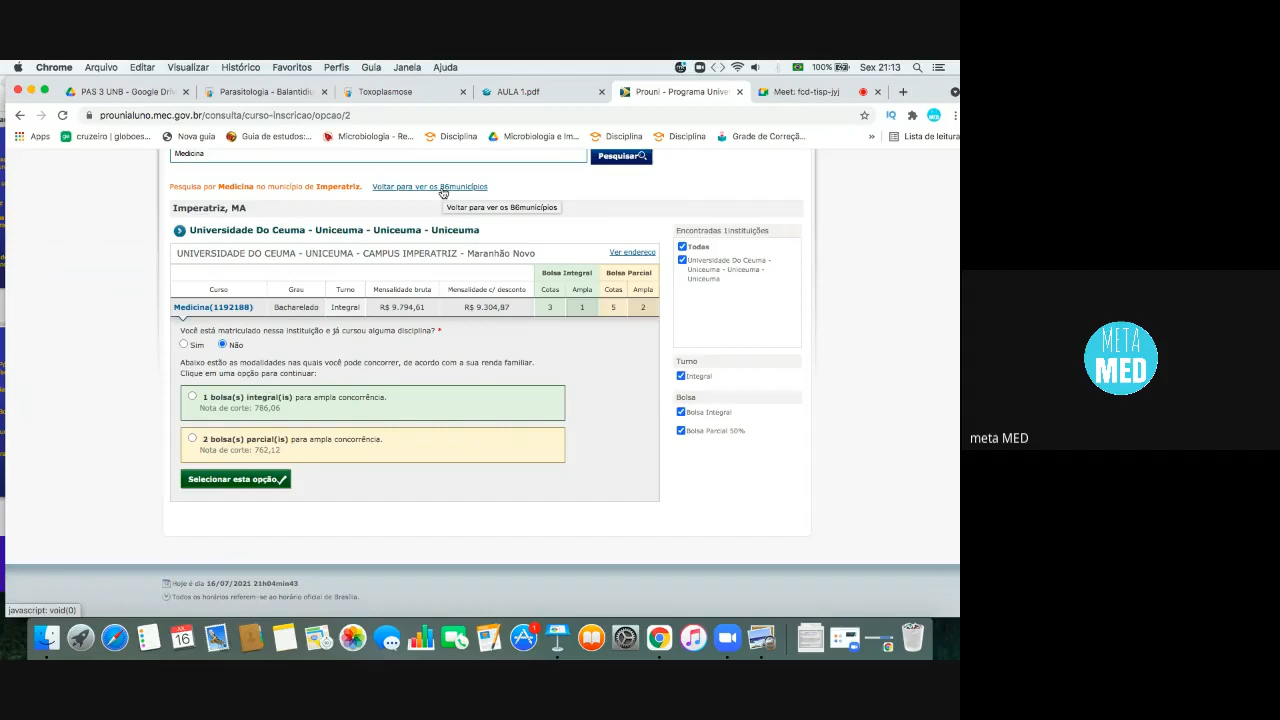 Chrome Arquivo Editar Visualizar Histórico Favoritos Perfis Guia Janela Ajuda 100% Sex 21:13
PAS 3 UNB - Google Driv Parasitologia - Balantidiu Toxoplasmose AULA 1.pdf Prouni - Programa Univer Meet: fcd-tisp-jyj
prounialuno.mec.gov.br/consulta/curso-inscricao/opcao/2
Apps cruzeiro | globoes... Nova guia Guia de estudos:... Microbiologia - Re... Disciplina Microbiologia e Im... Disciplina Disciplina Grade de Correçã... » Lista de leitura
Medicina
Pesquisar
Pesquisa por Medicina no município de Imperatriz. Voltar para ver os 86municípios
Voltar para ver os 86municípios
Imperatriz, MA
Universidade Do Ceuma - Uniceuma - Uniceuma - Uniceuma
UNIVERSIDADE DO CEUMA - UNICEUMA - CAMPUS IMPERATRIZ - Maranhão Novo Ver endereço
Bolsa Integral Bolsa Parcial
Curso Grau Turno Mensalidade bruta Mensalidade c/ desconto Cotas Ampla Cotas Ampla
Medicina(1192188) Bacharelado Integral R$ 9.794,61 R$ 9.304,87 3 1 5 2
Você está matriculado nessa instituição e já cursou alguma disciplina? *
Sim Não
Abaixo estão as modalidades nas quais você pode concorrer, de acordo com a sua renda familiar.
Clique em uma opção para continuar:
1 bolsa(s) integral(is) para ampla concorrência.
Nota de corte: 786,06
2 bolsa(s) parcial(is) para ampla concorrência.
Nota de corte: 762,12
Selecionar esta opção
Encontradas 1instituições
Todas
Universidade Do Ceuma -
Uniceuma - Uniceuma -
Uniceuma
Turno
Integral
Bolsa
Bolsa Integral
Bolsa Parcial 50%
Hoje é dia 16/07/2021 21h04min43
Todos os horários referem-se ao horário oficial de Brasília.
javascript: void(0)
16
1
META
MED
meta MED